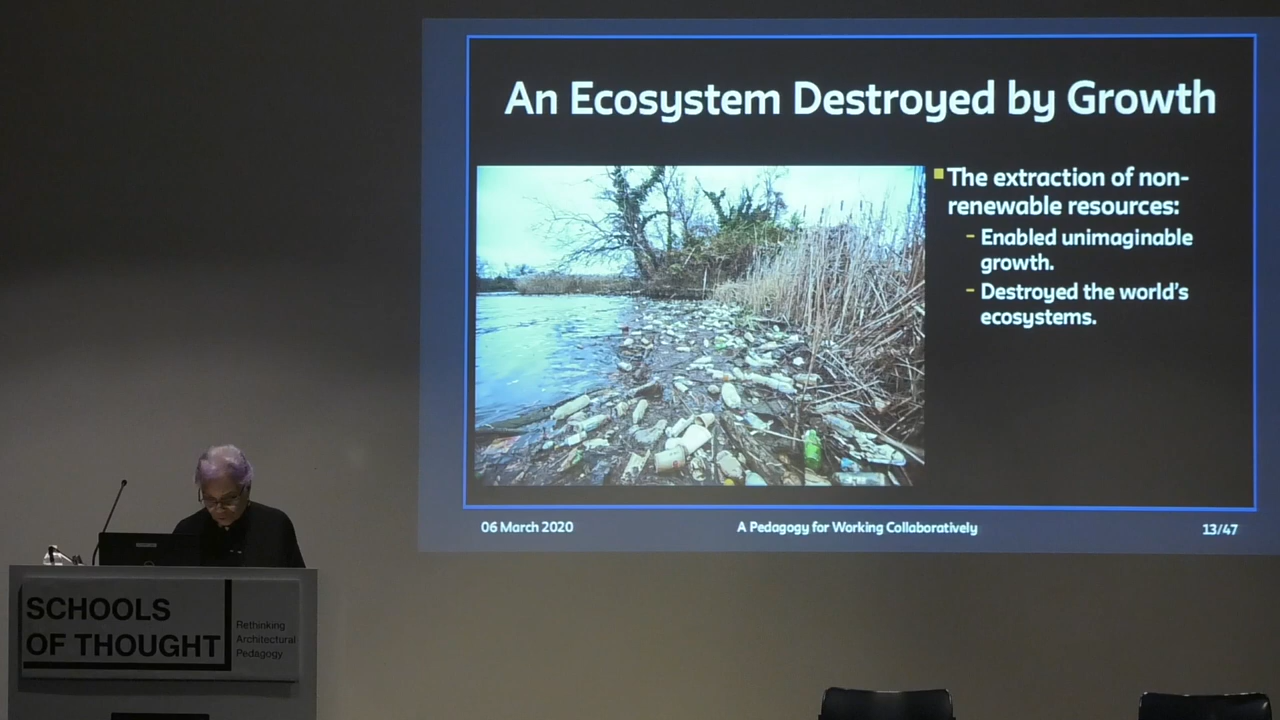 An Ecosystem Destroyed by Growth
The extraction of non-
renewable resources:
- Enabled unimaginable
growth.
- Destroyed the world's
ecosystems.
06 March 2020
A Pedagogy for Working Collaboratively
13/47
SCHOOLS
OF THOUGHT
Rethinking
Architectural
Pedagogy